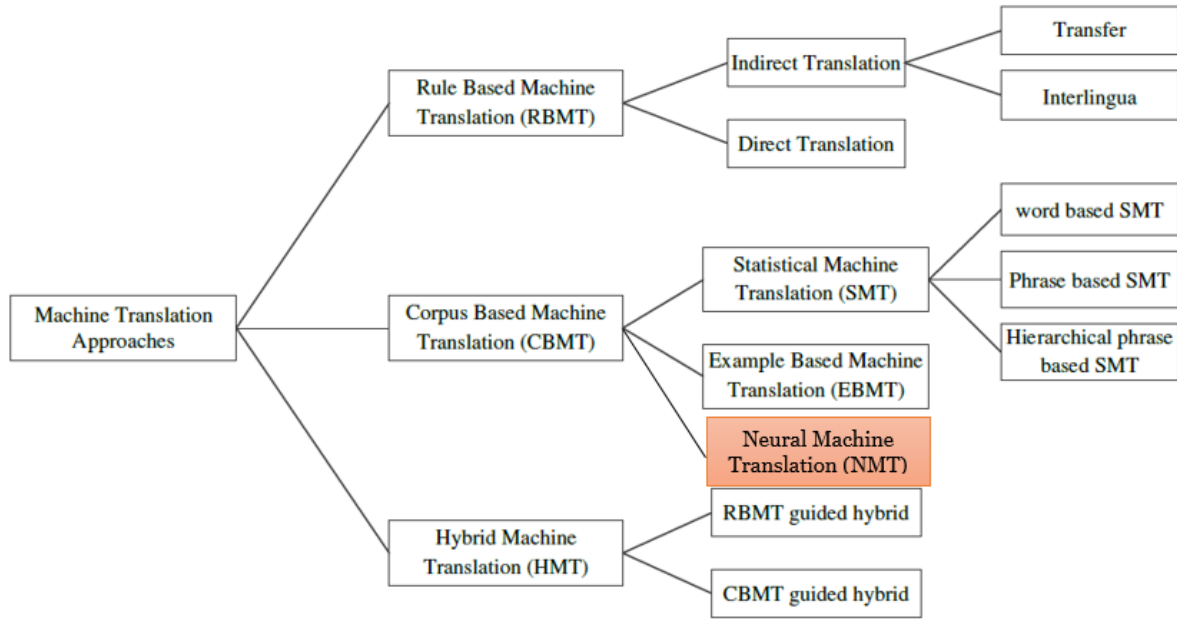 Machine Translation
Approaches
Rule Based Machine
Translation (RBMT)
Indirect Translation
Transfer
Interlingua
Direct Translation
Corpus Based Machine
Translation (CBMT)
Statistical Machine
Translation (SMT)
word based SMT
Phrase based SMT
Hierarchical phrase
based SMT
Example Based Machine
Translation (EBMT)
Neural Machine
Translation (NMT)
Hybrid Machine
Translation (HMT)
RBMT guided hybrid
CBMT guided hybrid